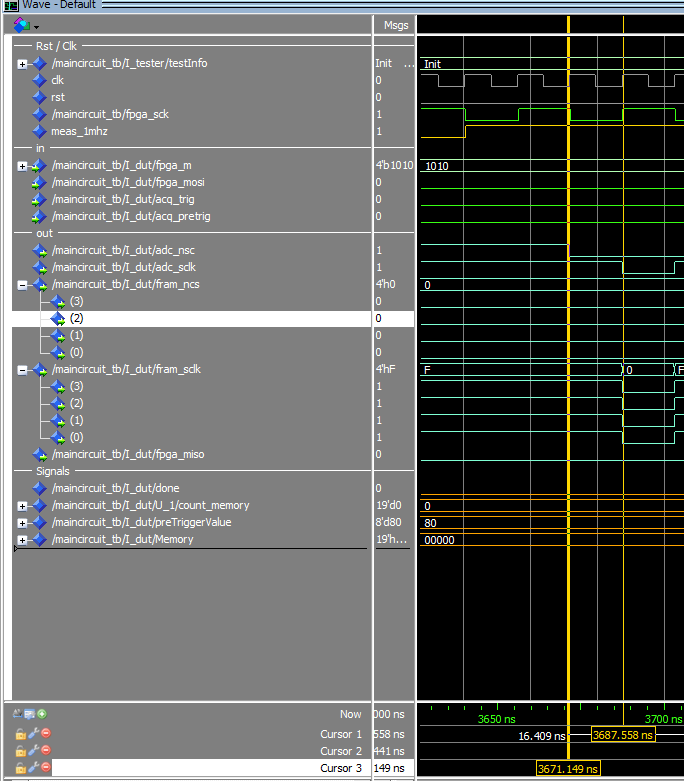 Wave - Default
Msgs
Rst / Clk
/maincircuit_tb/I_tester/testInfo Init ... Init
clk 0
rst 0
/maincircuit_tb/fpga_sck 1
meas_1mhz 1
in
/maincircuit_tb/I_dut/fpga_m 4'b1010 1010
/maincircuit_tb/I_dut/fpga_mosi 0
/maincircuit_tb/I_dut/acq_trig 0
/maincircuit_tb/I_dut/acq_pretrig 0
out
/maincircuit_tb/I_dut/adc_nsc 1
/maincircuit_tb/I_dut/adc_sclk 1
/maincircuit_tb/I_dut/fram_ncs 4'h0 0
(3) 0
(2) 0
(1) 0
(0) 0
/maincircuit_tb/I_dut/fram_sclk 4'hF F 0 F
(3) 1
(2) 1
(1) 1
(0) 1
/maincircuit_tb/I_dut/fpga_miso 0
Signals
/maincircuit_tb/I_dut/done 0
/maincircuit_tb/I_dut/U_1/count_memory 19'd0 0
/maincircuit_tb/I_dut/preTriggerValue 8'd80 80
/maincircuit_tb/I_dut/Memory 19'h... 00000
Now 000 ns 3650 ns 3700 ns
Cursor 1 558 ns 16.409 ns 3687.558 ns
Cursor 2 441 ns
Cursor 3 149 ns 3671.149 ns